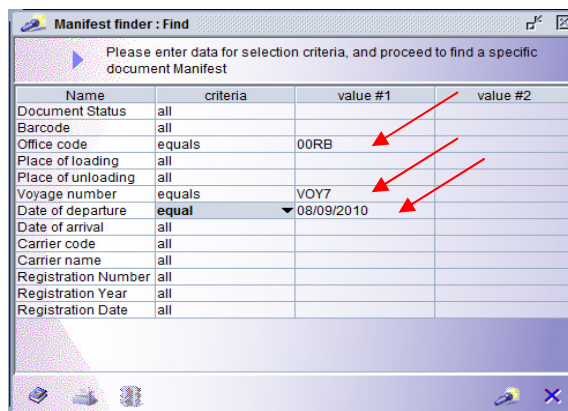 Manifest finder : Find
Please enter data for selection criteria, and proceed to find a specific
document Manifest
Name criteria value #1 value #2
Document Status all
Barcode all
Office code equals 00RB
Place of loading all
Place of unloading all
Voyage number equals VOY7
Date of departure equal 08/09/2010
Date of arrival all
Carrier code all
Carrier name all
Registration Number all
Registration Year all
Registration Date all